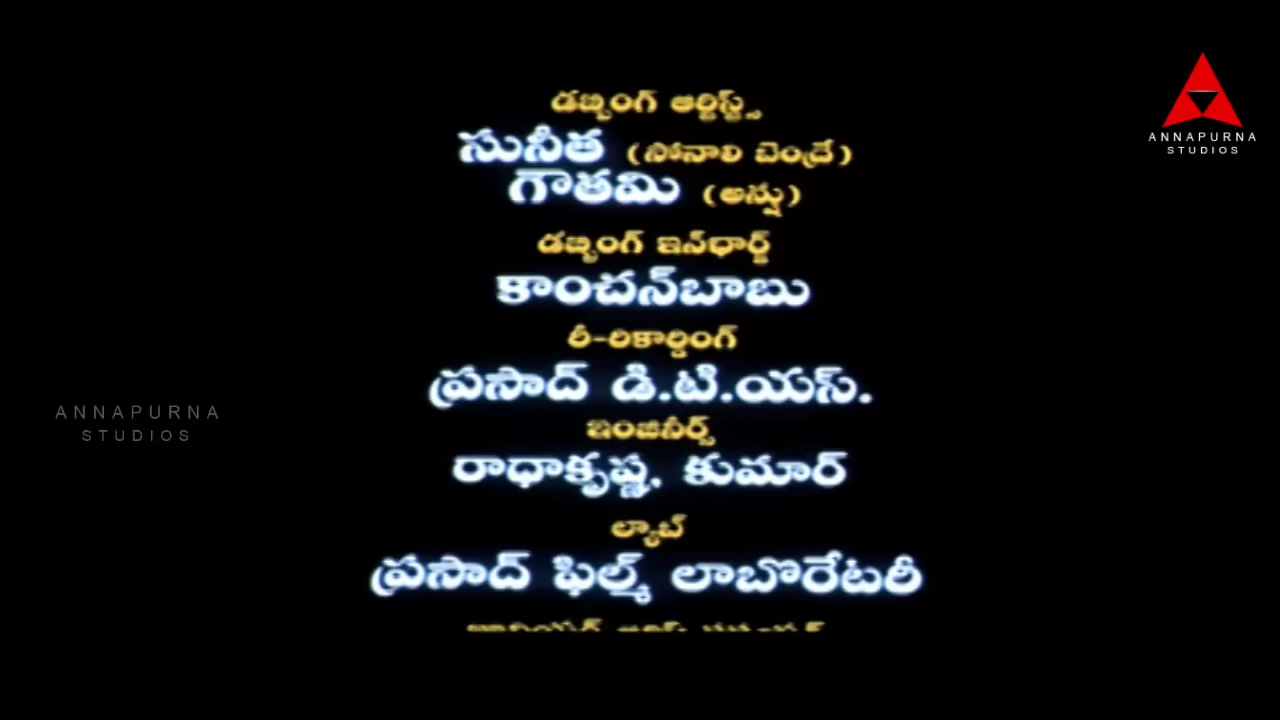 డబ్బింగ్ ఆర్టిస్ట్స్
సునీత (సోనాలి బెంద్రే)
గౌతమి (అన్షు)
డబ్బింగ్ ఇన్‌ఛార్జ్
కాంచన్‌బాబు
రీ-రికార్డింగ్
ప్రసాద్ డి.టి.యస్.
ఇంజినీర్స్
రాధాకృష్ణ, కుమార్
ల్యాబ్
ప్రసాద్ ఫిల్మ్ లాబొరేటరీ
ANNAPURNA
STUDIOS
ANNAPURNA
STUDIOS